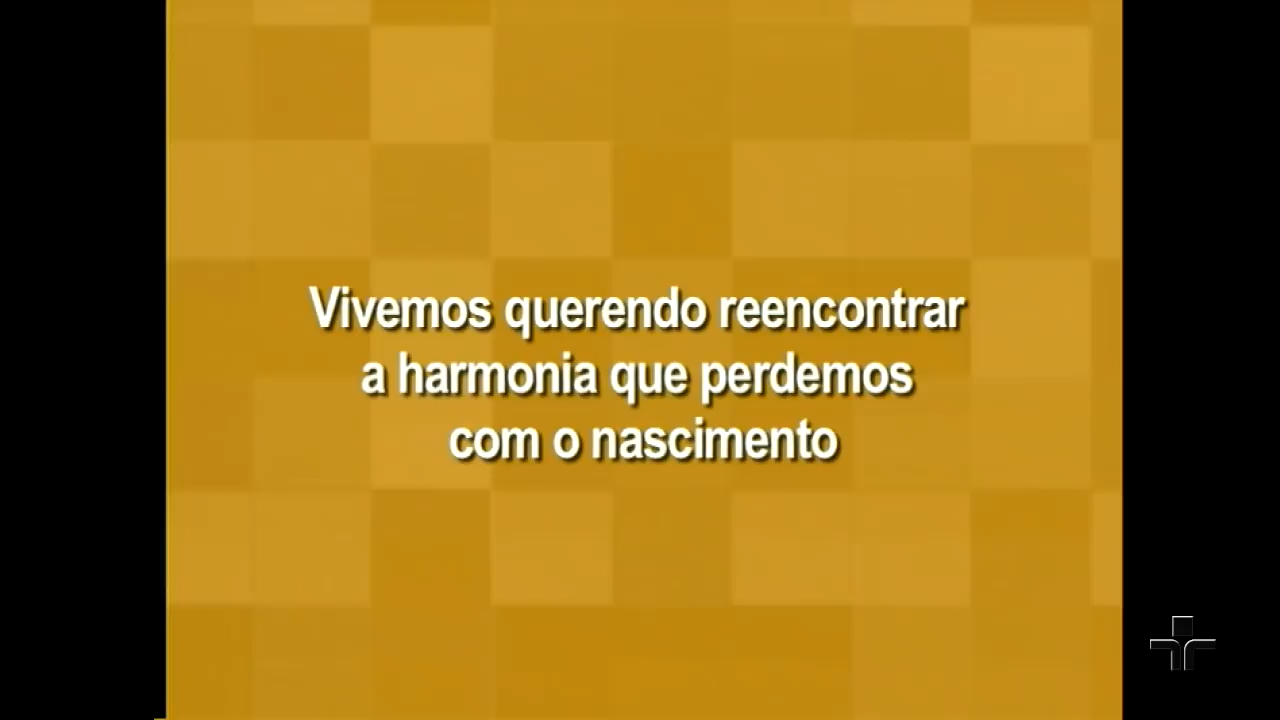 Vivemos querendo reencontrar
a harmonia que perdemos
com o nascimento